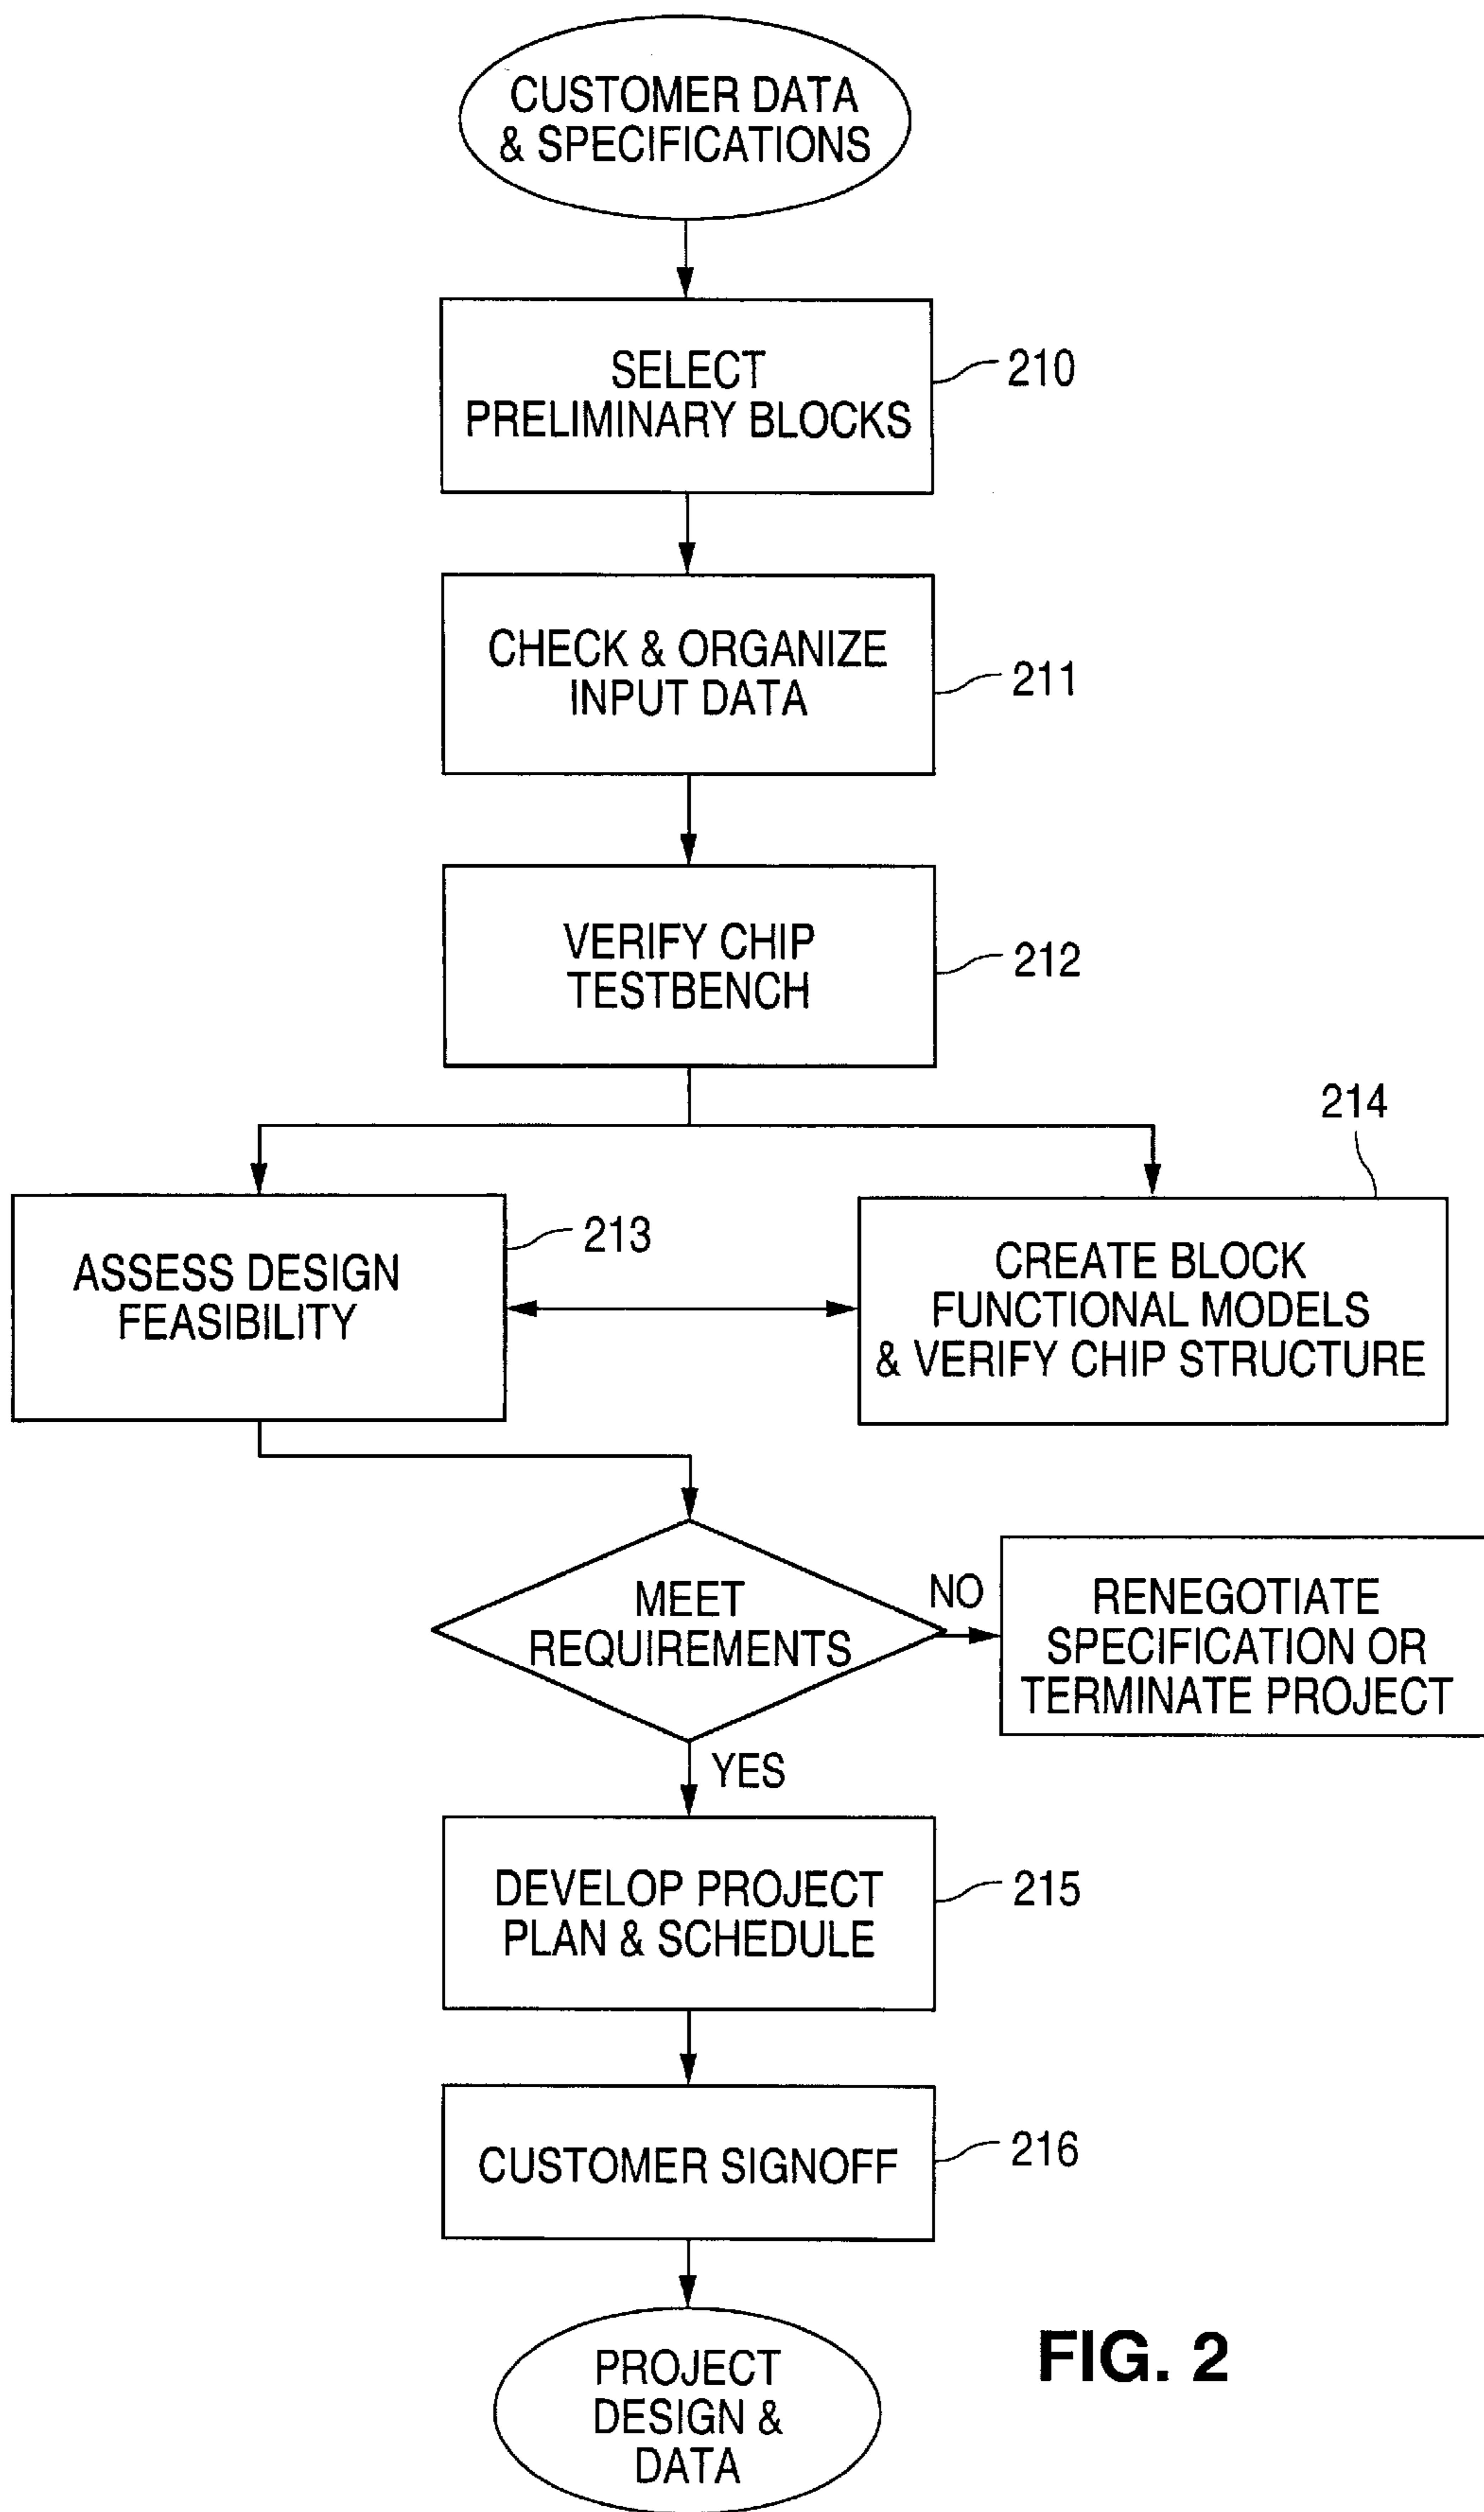 CUSTOMER DATA
& SPECIFICATIONS
SELECT
PRELIMINARY BLOCKS
210
CHECK & ORGANIZE
INPUT DATA
211
VERIFY CHIP
TESTBENCH
212
214
ASSESS DESIGN
FEASIBILITY
213
CREATE BLOCK
FUNCTIONAL MODELS
& VERIFY CHIP STRUCTURE
MEET
REQUIREMENTS
NO
RENEGOTIATE
SPECIFICATION OR
TERMINATE PROJECT
YES
DEVELOP PROJECT
PLAN & SCHEDULE
215
CUSTOMER SIGNOFF
216
PROJECT
DESIGN &
DATA
FIG. 2